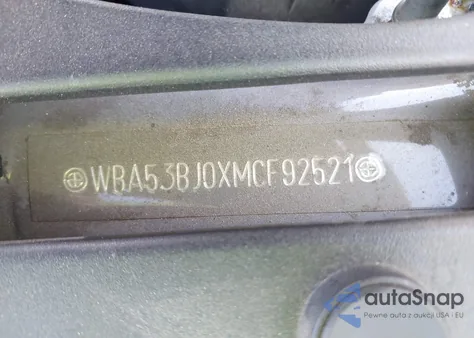 WBA53BJ0XMCF92521
autoSnap
Pewne auta z aukcji USA i EU